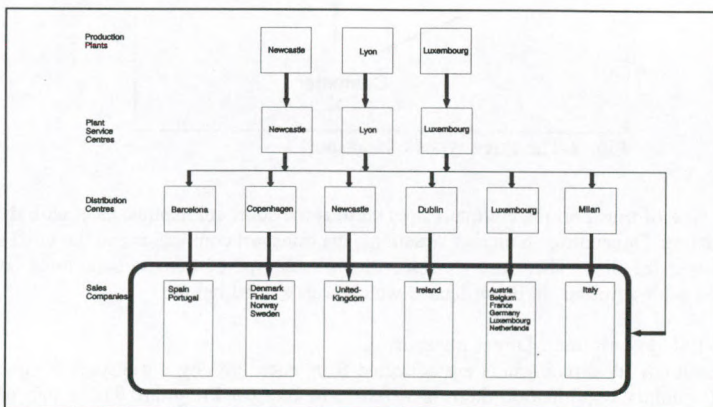 Production
Plants
Newcastle
Lyon
Luxembourg
Plant
Service
Centres
Newcastle
Lyon
Luxembourg
Distribution
Centres
Barcelona
Copenhagen
Newcastle
Dublin
Luxembourg
Milan
Sales
Companies
Spain
Portugal
Denmark
Finland
Norway
Sweden
United-
Kingdom
Ireland
Austria
Belgium
France
Germany
Luxembourg
Netherlands
Italy